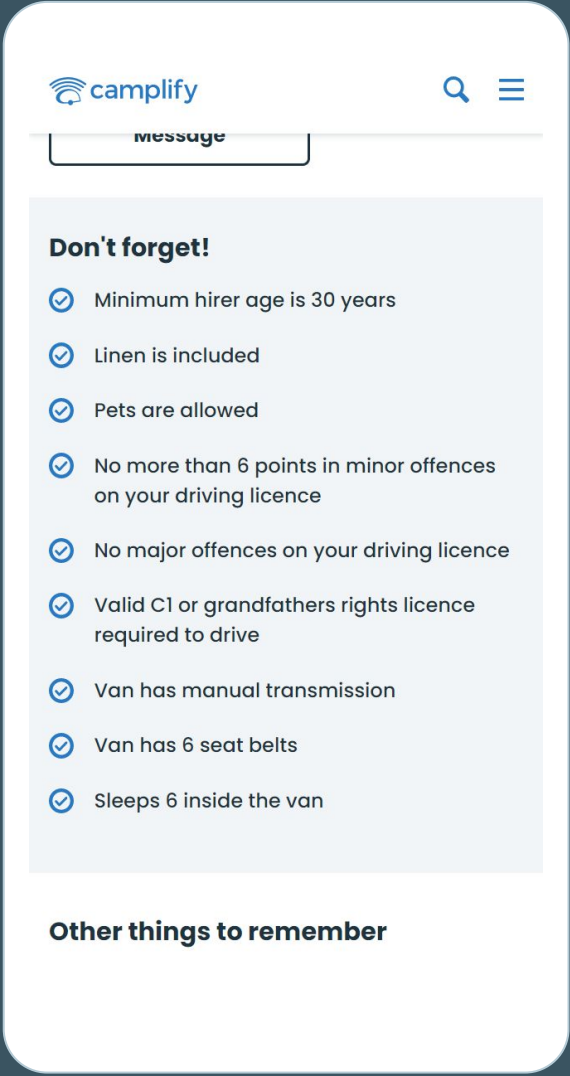 camplify
Message
Don't forget!
Minimum hirer age is 30 years
Linen is included
Pets are allowed
No more than 6 points in minor offences
on your driving licence
No major offences on your driving licence
Valid C1 or grandfathers rights licence
required to drive
Van has manual transmission
Van has 6 seat belts
Sleeps 6 inside the van
Other things to remember